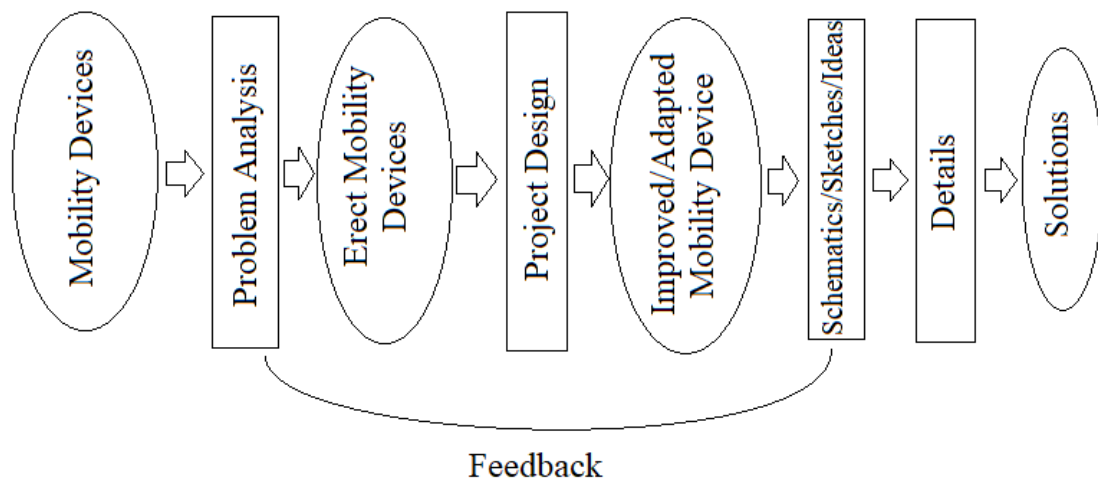 Mobility Devices
Problem Analysis
Erect Mobility
Devices
Project Design
Improved/Adapted
Mobility Device
Schematics/Sketches/Ideas
Details
Solutions
Feedback